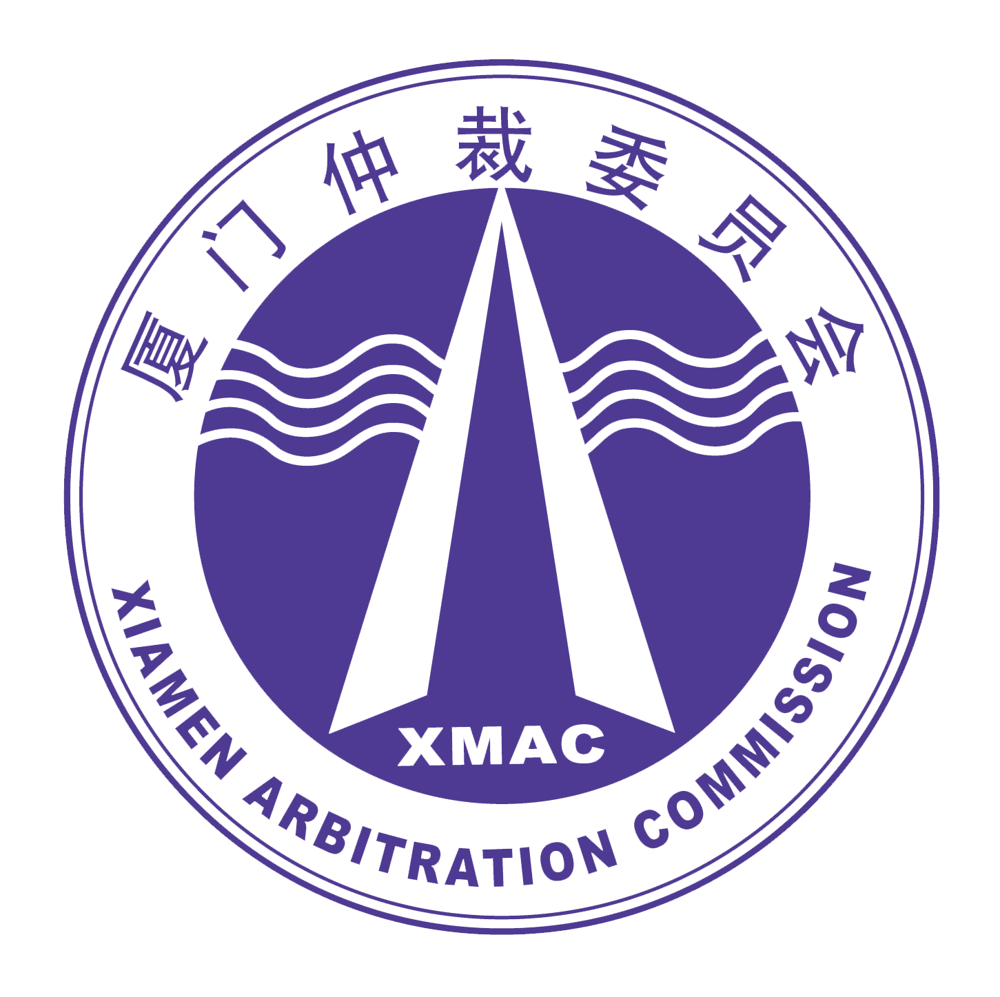 厦门仲裁委员会
XMAC
XIAMEN ARBITRATION COMMISSION